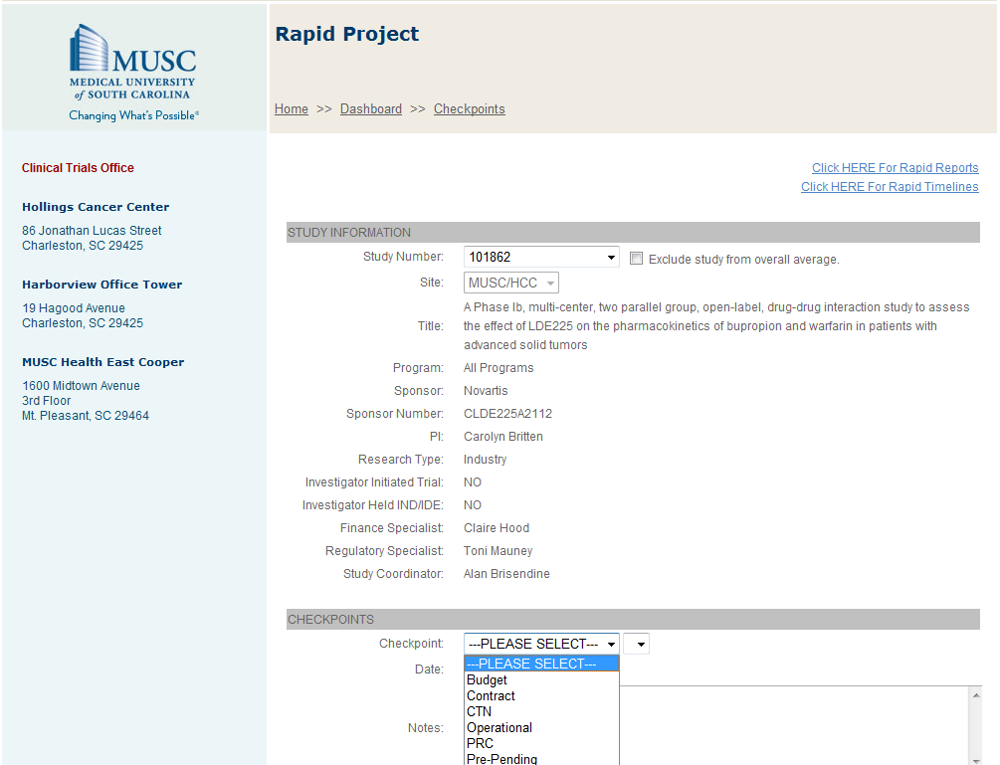 MUSC
MEDICAL UNIVERSITY
of SOUTH CAROLINA
Changing What's Possible®
Rapid Project
Home >> Dashboard >> Checkpoints
Clinical Trials Office
Hollings Cancer Center
86 Jonathan Lucas Street
Charleston, SC 29425
Harborview Office Tower
19 Hagood Avenue
Charleston, SC 29425
MUSC Health East Cooper
1600 Midtown Avenue
3rd Floor
Mt. Pleasant, SC 29464
Click HERE For Rapid Reports
Click HERE For Rapid Timelines
STUDY INFORMATION
Study Number: 101862 Exclude study from overall average.
Site: MUSC/HCC
Title: A Phase Ib, multi-center, two parallel group, open-label, drug-drug interaction study to assess
the effect of LDE225 on the pharmacokinetics of bupropion and warfarin in patients with
advanced solid tumors
Program: All Programs
Sponsor: Novartis
Sponsor Number: CLDE225A2112
PI: Carolyn Britten
Research Type: Industry
Investigator Initiated Trial: NO
Investigator Held IND/IDE: NO
Finance Specialist: Claire Hood
Regulatory Specialist: Toni Mauney
Study Coordinator: Alan Brisendine
CHECKPOINTS
Checkpoint: ---PLEASE SELECT---
---PLEASE SELECT---
Date:
Budget
Contract
CTN
Notes: Operational
PRC
Pre-Pending